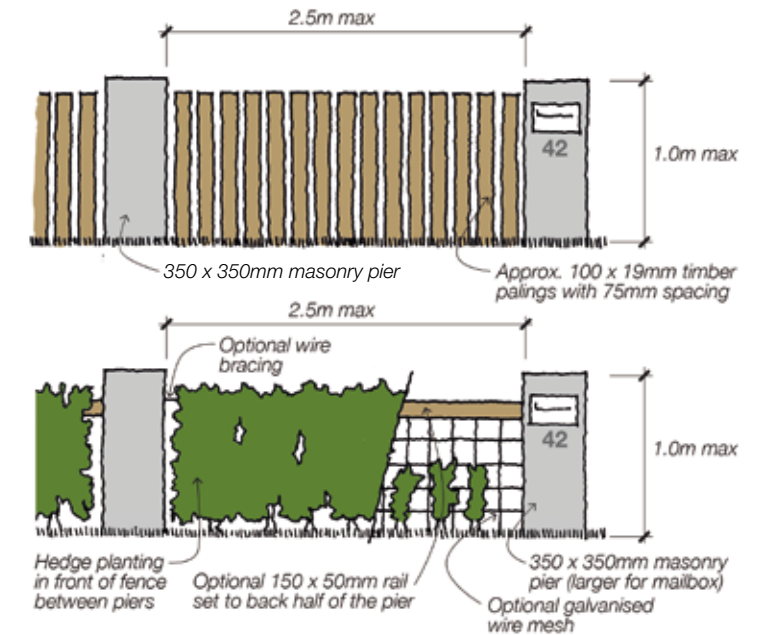 2.5m max
42
1.0m max
350 x 350mm masonry pier
Approx. 100 x 19mm timber
palings with 75mm spacing
2.5m max
Optional wire
bracing
42
1.0m max
Hedge planting
in front of fence
between piers
Optional 150 x 50mm rail
set to back half of the pier
350 x 350mm masonry
pier (larger for mailbox)
Optional galvanised
wire mesh